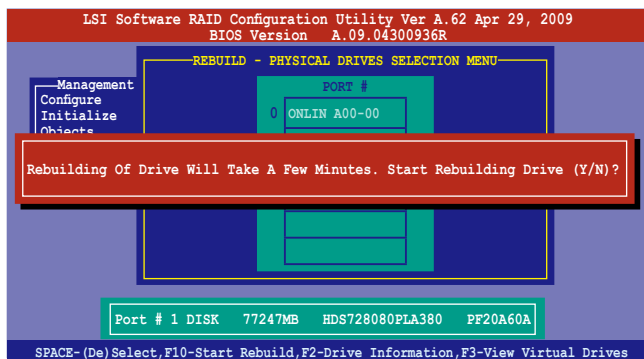 LSI Software RAID Configuration Utility Ver A.62 Apr 29, 2009
BIOS Version A.09.04300936R
REBUILD - PHYSICAL DRIVES SELECTION MENU
Management
PORT #
Configure
0 ONLIN A00-00
Initialize
Objects
Rebuilding Of Drive Will Take A Few Minutes. Start Rebuilding Drive (Y/N)?
Port # 1 DISK 77247MB HDS728080PLA380 PF20A60A
SPACE-(De)Select,F10-Start Rebuild,F2-Drive Information,F3-View Virtual Drives